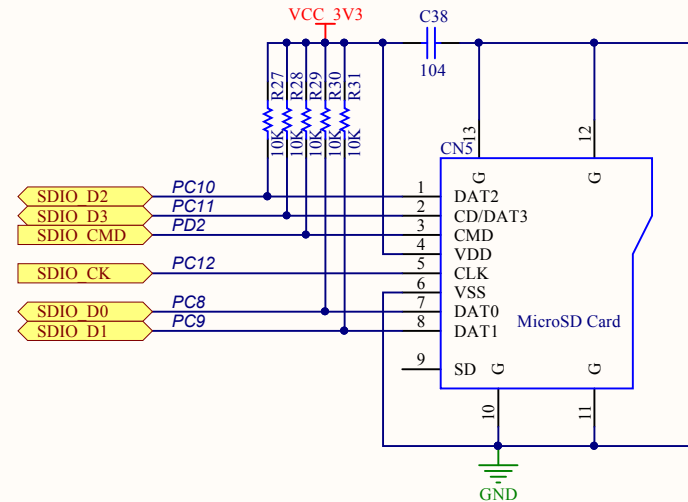 VCC_3V3
C38
104
R27
R28
R29
R30
R31
10K
10K
10K
10K
10K
13
12
CN5
G
G
SDIO_D2 PC10 1 DAT2
SDIO_D3 PC11 2 CD/DAT3
SDIO_CMD PD2 3 CMD
4 VDD
SDIO_CK PC12 5 CLK
6 VSS
SDIO_D0 PC8 7 DAT0
SDIO_D1 PC9 8 DAT1
MicroSD Card
9 SD
G
G
10
11
GND